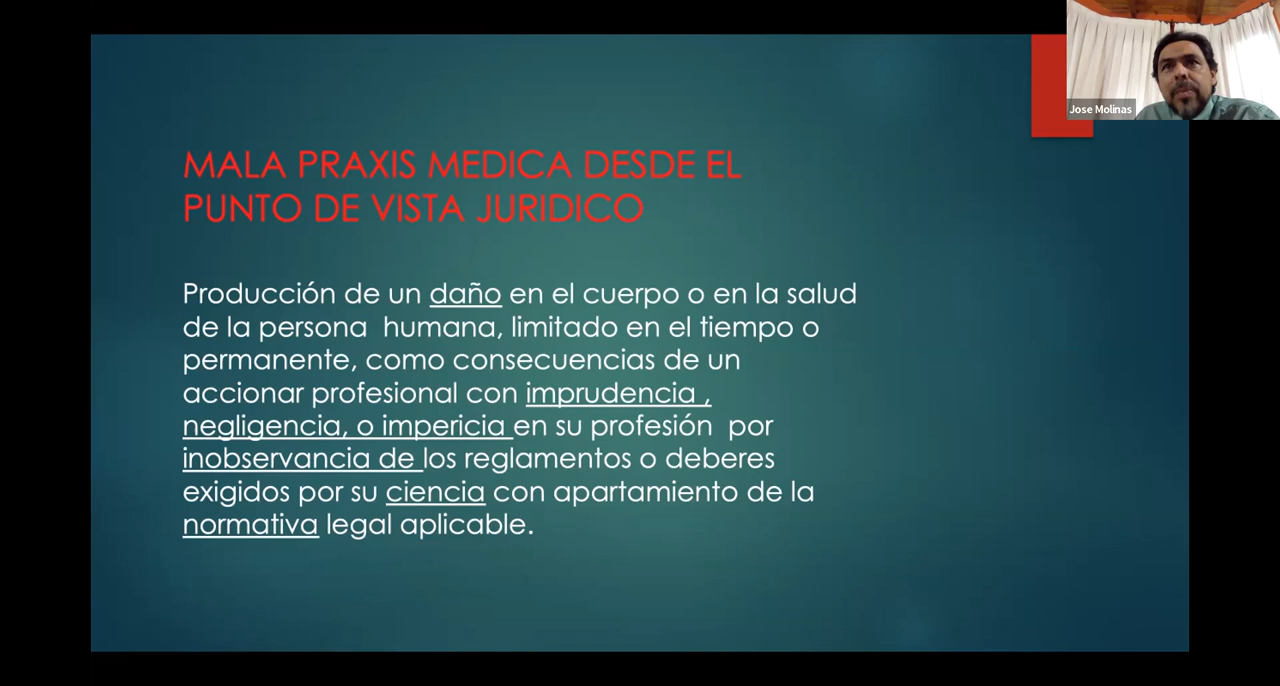 Jose Molinas
MALA PRAXIS MEDICA DESDE EL
PUNTO DE VISTA JURIDICO
Producción de un daño en el cuerpo o en la salud
de la persona  humana, limitado en el tiempo o
permanente, como consecuencias de un
accionar profesional con imprudencia ,
negligencia, o impericia en su profesión  por
inobservancia de los reglamentos o deberes
exigidos por su ciencia con apartamiento de la
normativa legal aplicable.